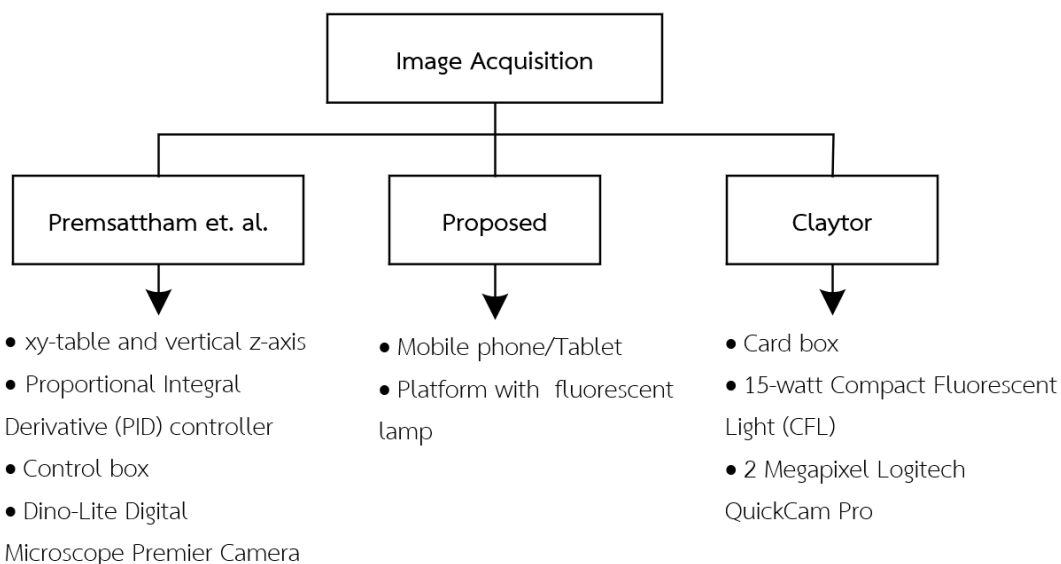 Image Acquisition
Premsattham et. al.
• xy-table and vertical z-axis
• Proportional Integral
Derivative (PID) controller
• Control box
• Dino-Lite Digital
Microscope Premier Camera
Proposed
• Mobile phone/Tablet
• Platform with fluorescent
lamp
Claytor
• Card box
• 15-watt Compact Fluorescent
Light (CFL)
• 2 Megapixel Logitech
QuickCam Pro